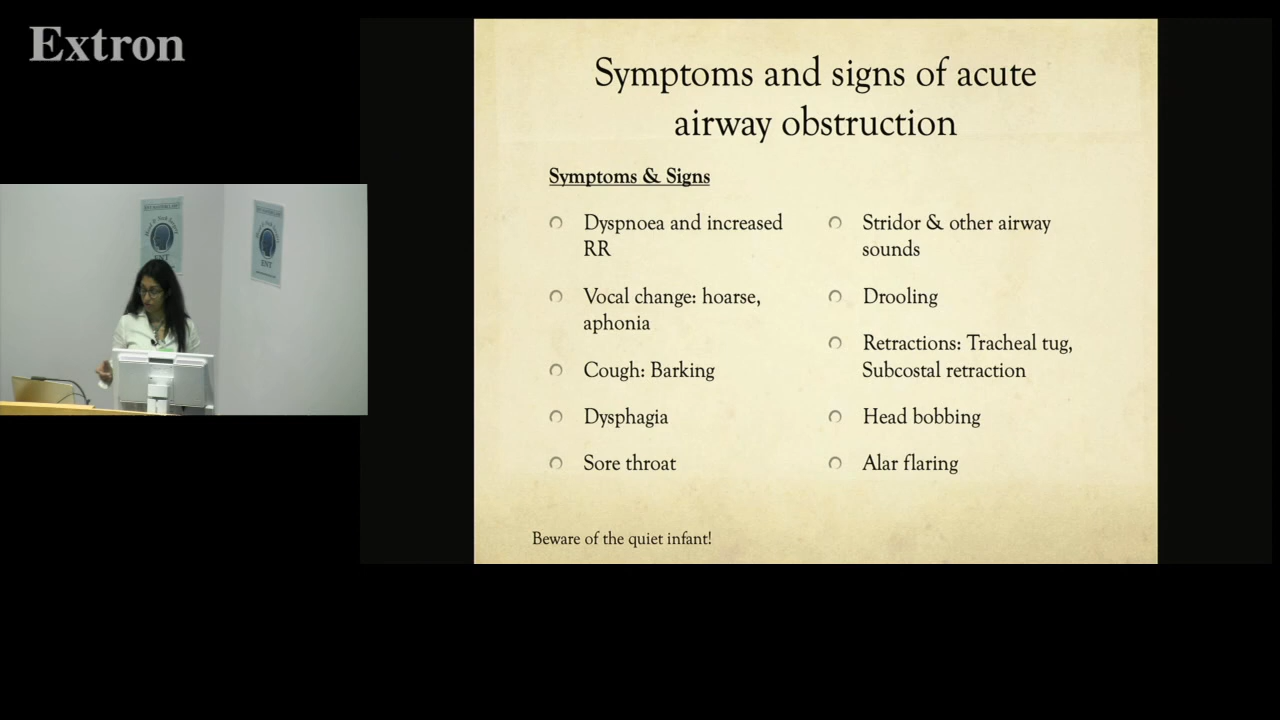 Extron
Symptoms and signs of acute
airway obstruction
Symptoms & Signs
Dyspnoea and increased
RR
Vocal change: hoarse,
aphonia
Cough: Barking
Dysphagia
Sore throat
Stridor & other airway
sounds
Drooling
Retractions: Tracheal tug,
Subcostal retraction
Head bobbing
Alar flaring
Beware of the quiet infant!
ENT
ENT